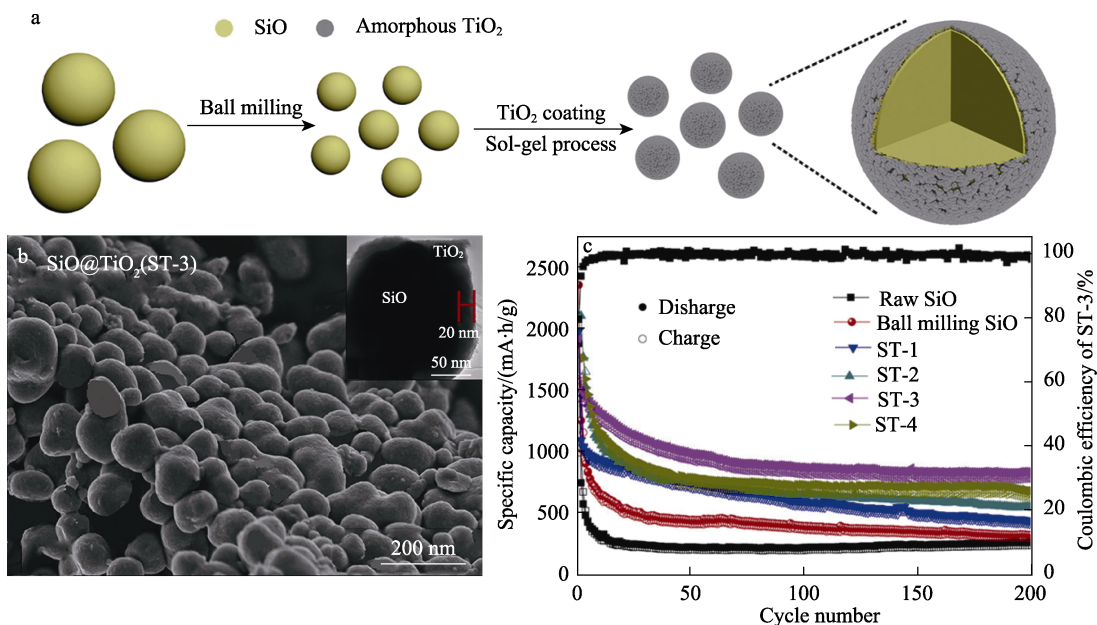 a
SiO
Amorphous TiO₂
Ball milling
TiO₂ coating
Sol-gel process
b
SiO@TiO₂(ST-3)
TiO₂
SiO
20 nm
50 nm
200 nm
c
Specific capacity/(mA·h/g)
2500
2000
1500
1000
500
0
Disharge
Charge
Raw SiO
Ball milling SiO
ST-1
ST-2
ST-3
ST-4
100
80
60
40
20
0
Coulombic efficiency of ST-3/%
0
50
100
150
200
Cycle number